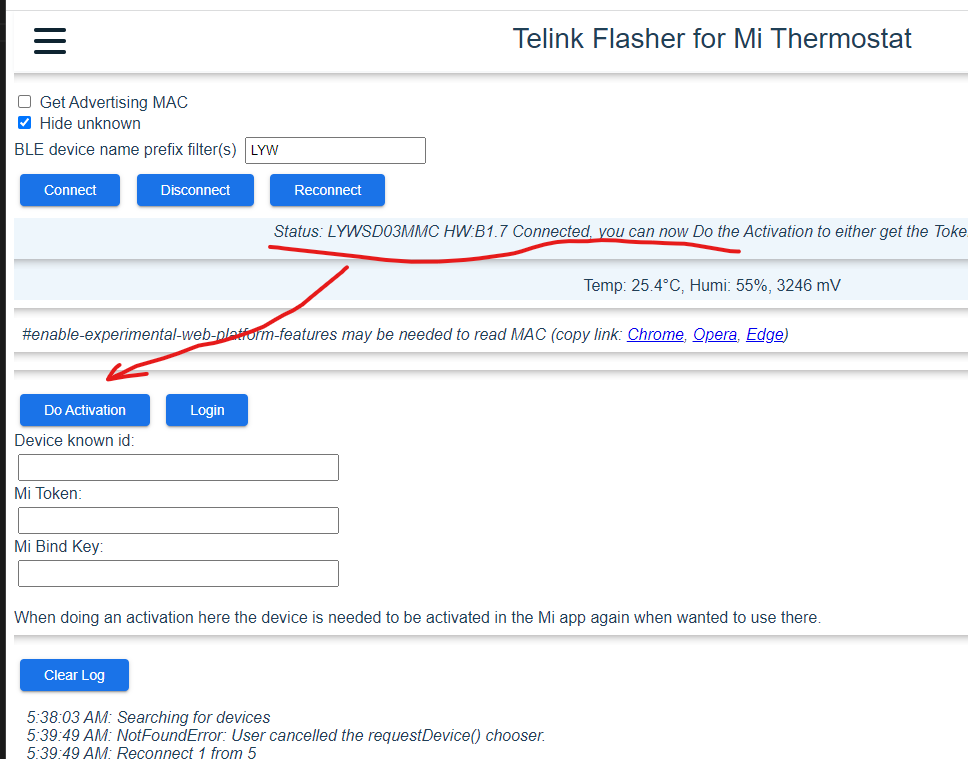 Telink Flasher for Mi Thermostat
Get Advertising MAC
Hide unknown
BLE device name prefix filter(s) LYW
Connect Disconnect Reconnect
Status: LYWSD03MMC HW:B1.7 Connected, you can now Do the Activation to either get the Toke
Temp: 25.4°C, Humi: 55%, 3246 mV
#enable-experimental-web-platform-features may be needed to read MAC (copy link: Chrome, Opera, Edge)
Do Activation Login
Device known id:
Mi Token:
Mi Bind Key:
When doing an activation here the device is needed to be activated in the Mi app again when wanted to use there.
Clear Log
5:38:03 AM: Searching for devices
5:39:49 AM: NotFoundError: User cancelled the requestDevice() chooser.
5:39:49 AM: Reconnect 1 from 5